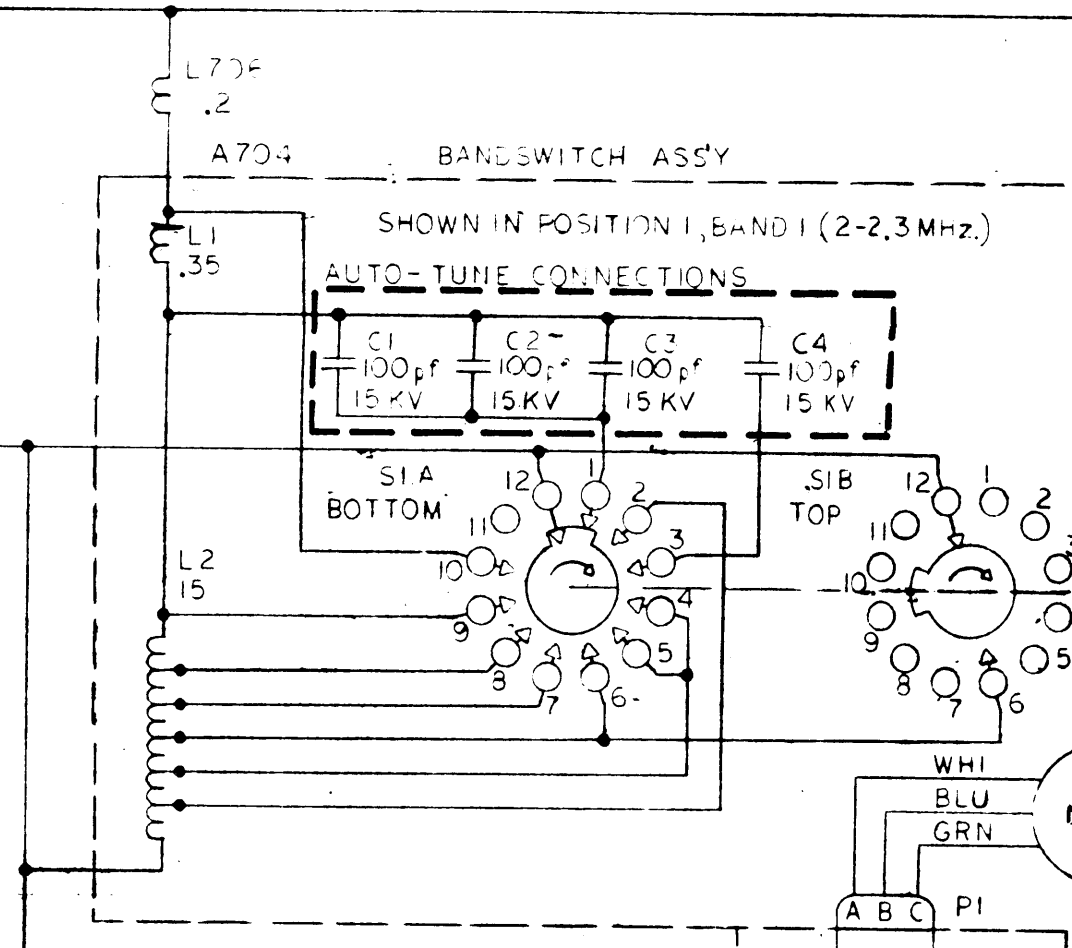 L706
.2
A704
BANDSWITCH ASS'Y
SHOWN IN POSITION 1, BAND 1 (2-2.3 MHz.)
L1
.35
AUTO-TUNE CONNECTIONS
C1
100pf
15 KV
C2
100pf
15 KV
C3
100pf
15 KV
C4
100pf
15 KV
S1A
BOTTOM
12
1
2
3
4
5
6
7
8
9
10
11
S1B
TOP
12
1
2
3
5
6
7
8
9
10
11
L2
15
WHI
BLU
GRN
A B C
P1